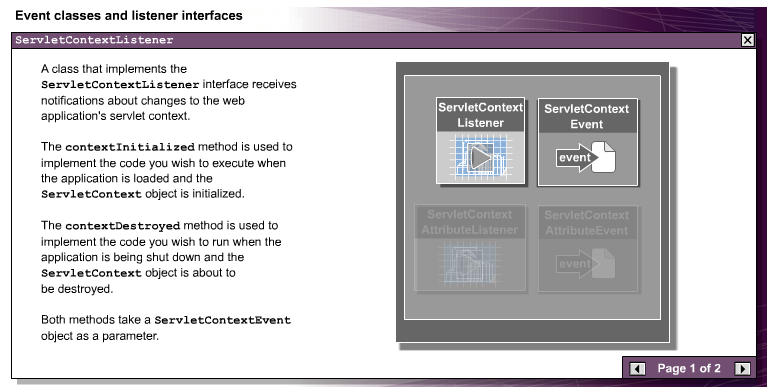 Event classes and listener interfaces
ServletContextListener
A class that implements the
ServletContextListener interface receives
notifications about changes to the web
application's servlet context.
The contextInitialized method is used to
implement the code you wish to execute when
the application is loaded and the
ServletContext object is initialized.
The contextDestroyed method is used to
implement the code you wish to run when the
application is being shut down and the
ServletContext object is about to
be destroyed.
Both methods take a ServletContextEvent
object as a parameter.
ServletContext
Listener
ServletContext
Event
event
ServletContext
AttributeListener
ServletContext
AttributeEvent
event
Page 1 of 2